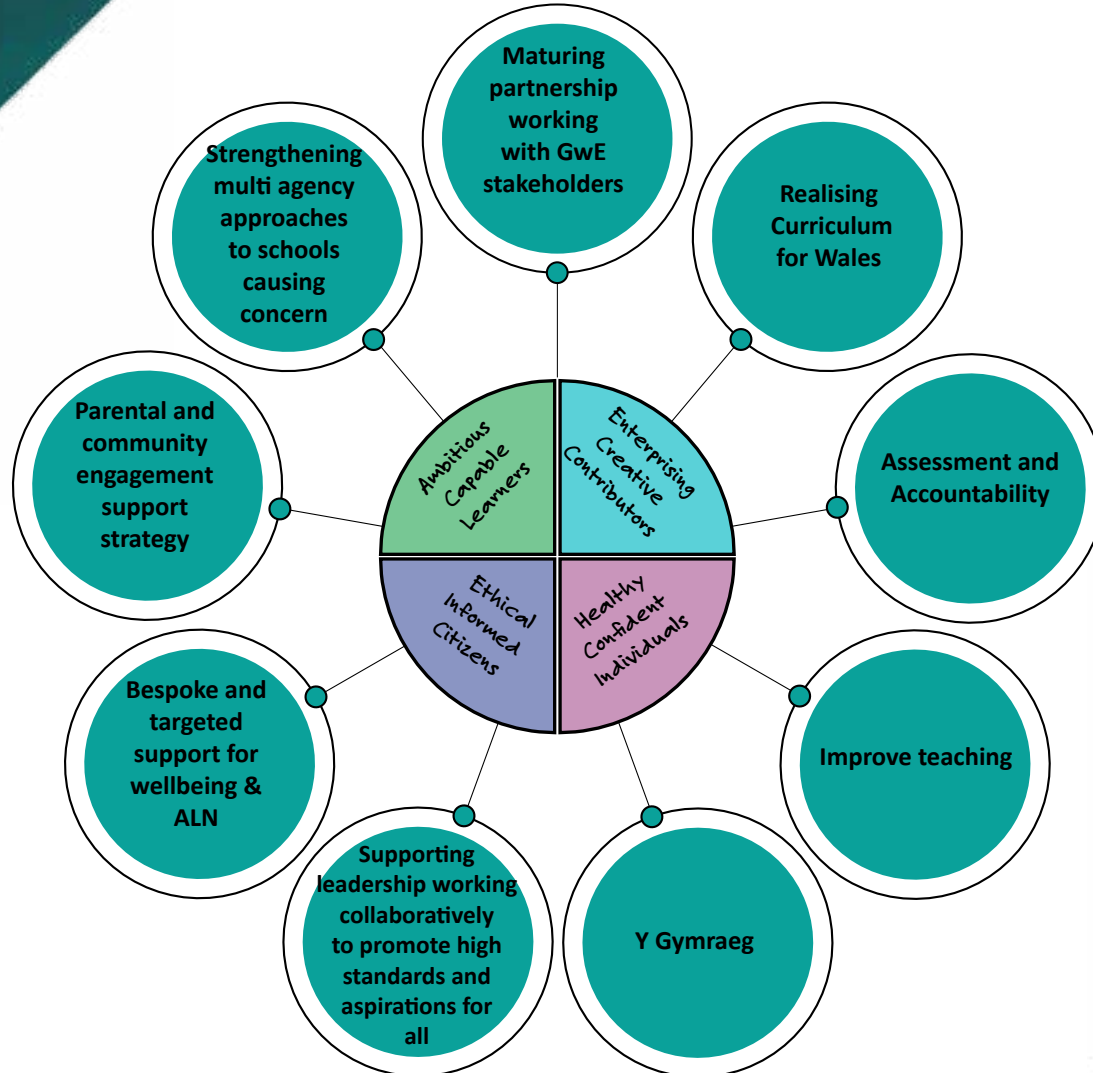 Maturing
partnership
working
with GwE
stakeholders
Realising
Curriculum
for Wales
Assessment and
Accountability
Improve teaching
Y Gymraeg
Supporting
leadership working
collaboratively
to promote high
standards and
aspirations for
all
Bespoke and
targeted
support for
wellbeing &
ALN
Parental and
community
engagement
support
strategy
Strengthening
multi agency
approaches
to schools
causing
concern
Ambitious
Capable
Learners
Enterprising
Creative
Contributors
Ethical
Informed
Citizens
Healthy
Confident
Individuals